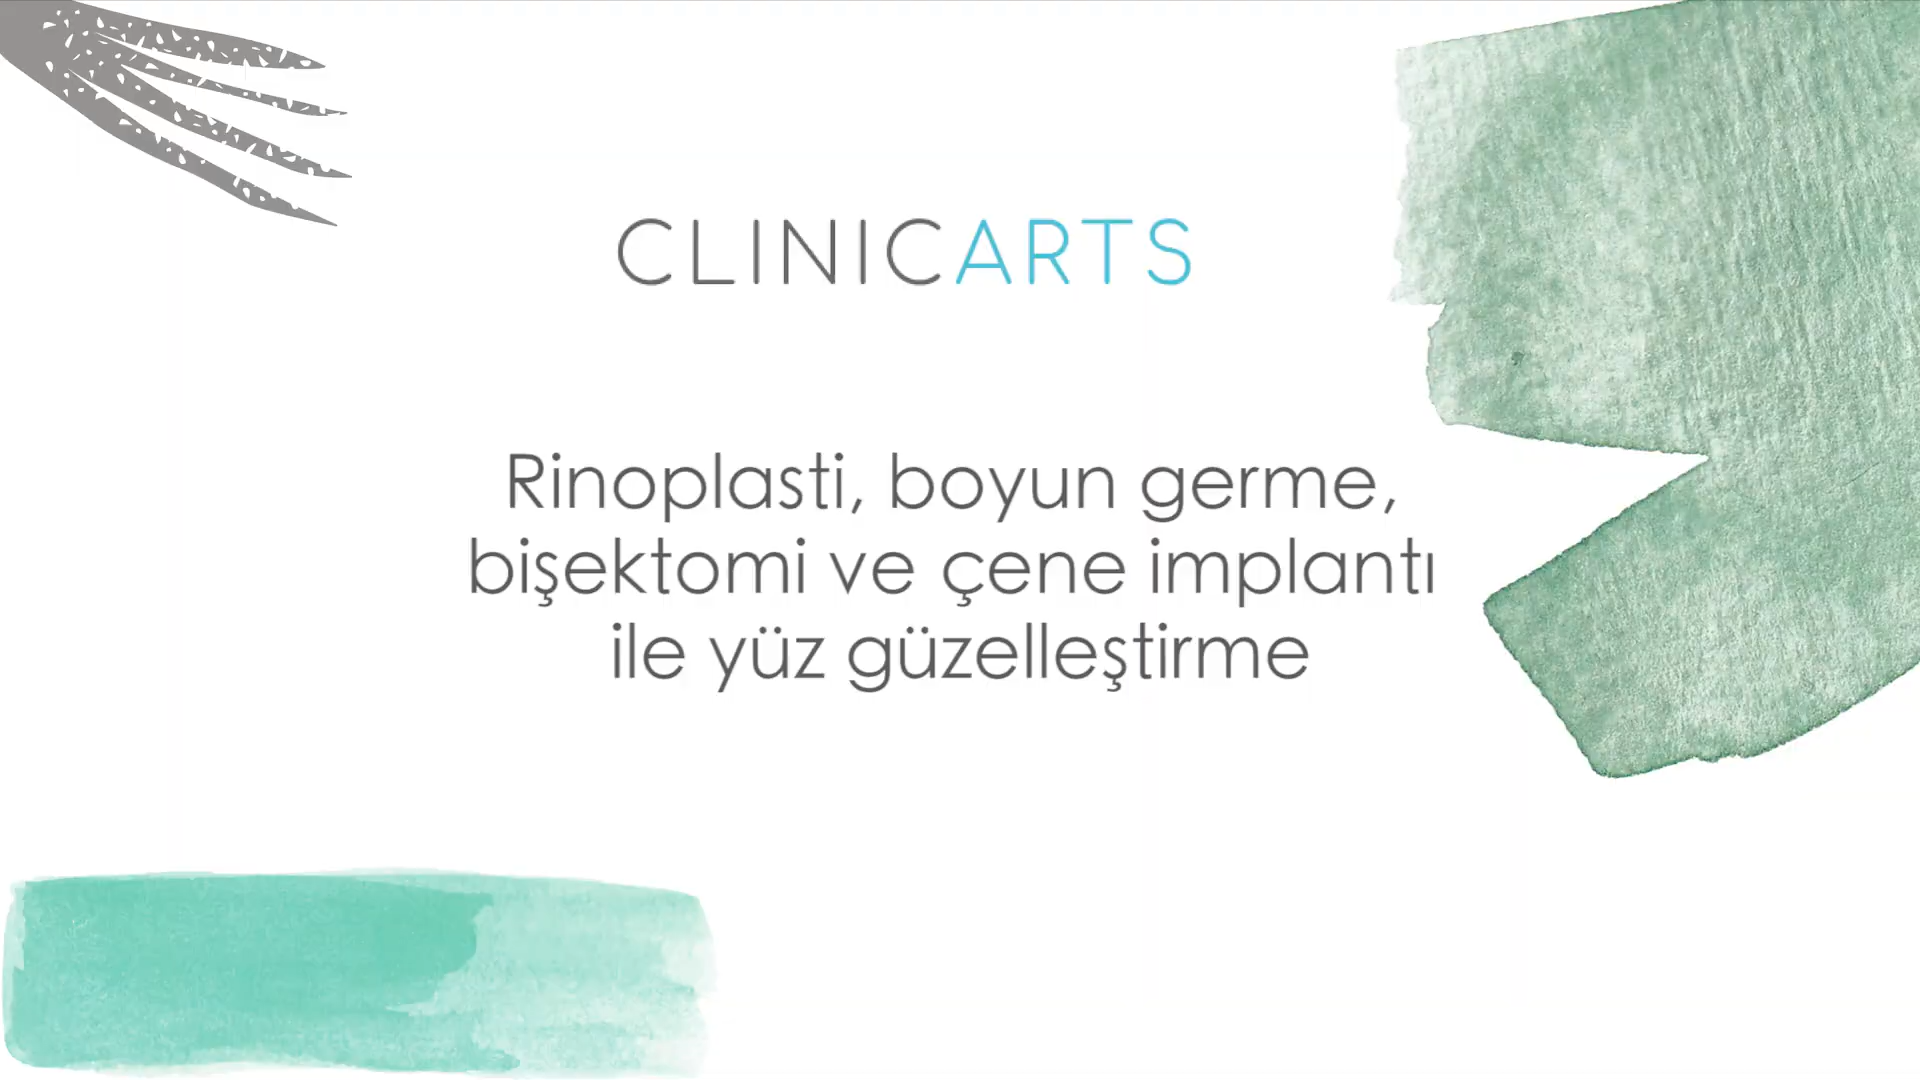 CLINICARTS
Rinoplasti, boyun germe,
bişektomi ve çene implantı
ile yüz güzelleştirme